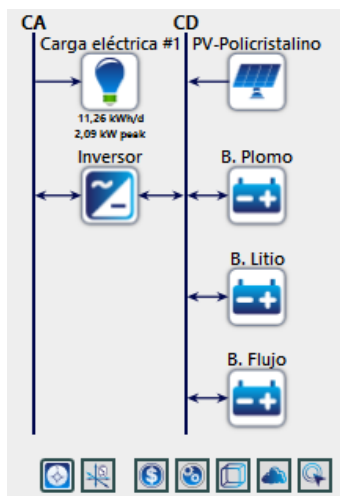 CA CD
Carga eléctrica #1 PV-Policristalino
11,26 kWh/d
2,09 kW peak
Inversor B. Plomo
B. Litio
B. Flujo